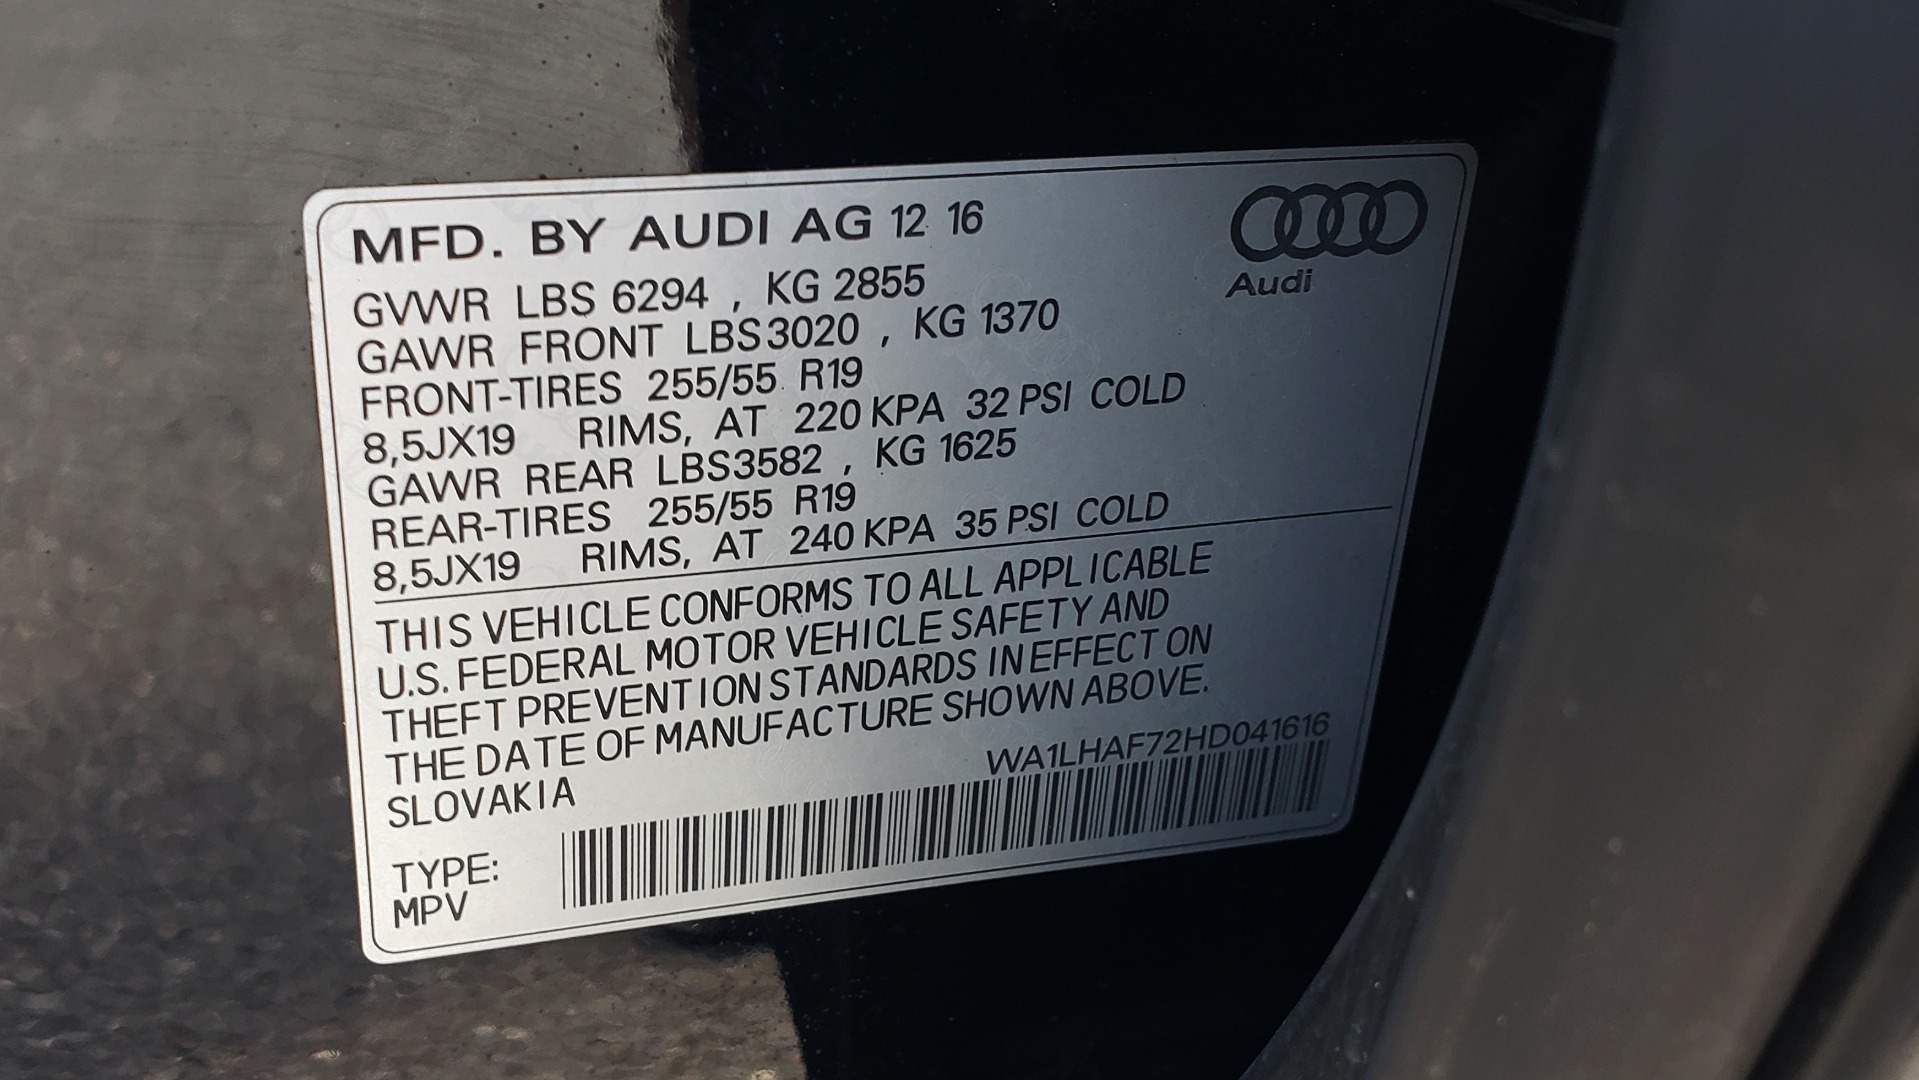 MFD. BY AUDI AG 12 16
Audi
GVWR LBS 6294 , KG 2855
GAWR FRONT LBS3020 , KG 1370
FRONT-TIRES 255/55 R19
8,5JX19 RIMS, AT 220 KPA 32 PSI COLD
GAWR REAR LBS3582 , KG 1625
REAR-TIRES 255/55 R19
8,5JX19 RIMS, AT 240 KPA 35 PSI COLD
THIS VEHICLE CONFORMS TO ALL APPLICABLE
U.S. FEDERAL MOTOR VEHICLE SAFETY AND
THEFT PREVENTION STANDARDS IN EFFECT ON
THE DATE OF MANUFACTURE SHOWN ABOVE.
SLOVAKIA
WA1LHAF72HD041616
TYPE:
MPV